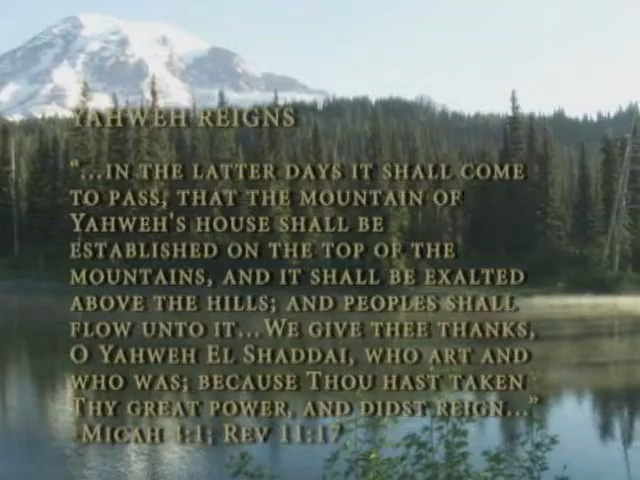 YAHWEH REIGNS
"...IN THE LATTER DAYS IT SHALL COME
TO PASS, THAT THE MOUNTAIN OF
YAHWEH'S HOUSE SHALL BE
ESTABLISHED ON THE TOP OF THE
MOUNTAINS, AND IT SHALL BE EXALTED
ABOVE THE HILLS; AND PEOPLES SHALL
FLOW UNTO IT...WE GIVE THEE THANKS,
O YAHWEH EL SHADDAI, WHO ART AND
WHO WAS; BECAUSE THOU HAST TAKEN
THY GREAT POWER, AND DIDST REIGN..."
MICAH 4:1; REV 11:17